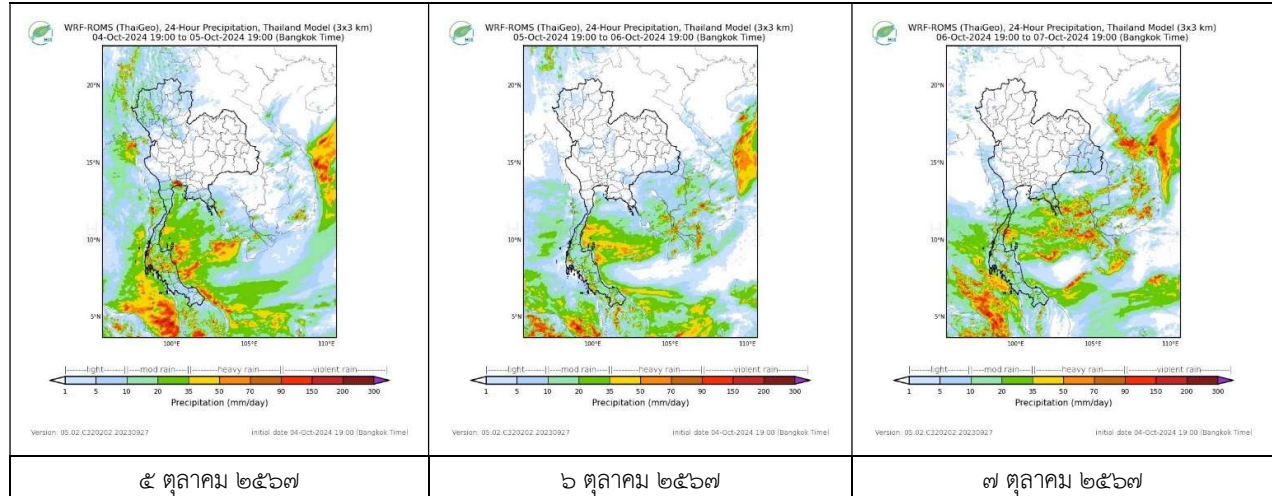 WRF-ROMS (ThaiGeo), 24-Hour Precipitation, Thailand Model (3x3 km)
04-Oct-2024 19:00 to 05-Oct-2024 19:00 (Bangkok Time)
20°N
15°N
10°N
5°N
100°E 105°E 110°E
light mod rain heavy rain violent rain
1 5 10 20 35 50 70 90 150 200 300
Precipitation (mm/day)
Version: 05.02.C320202.20230927 initial date 04-Oct-2024 19:00 (Bangkok Time)
๕ ตุลาคม ๒๕๖๗
WRF-ROMS (ThaiGeo), 24-Hour Precipitation, Thailand Model (3x3 km)
05-Oct-2024 19:00 to 06-Oct-2024 19:00 (Bangkok Time)
20°N
15°N
10°N
5°N
100°E 105°E 110°E
light mod rain heavy rain violent rain
1 5 10 20 35 50 70 90 150 200 300
Precipitation (mm/day)
Version: 05.02.C320202.20230927 initial date 04-Oct-2024 19:00 (Bangkok Time)
๖ ตุลาคม ๒๕๖๗
WRF-ROMS (ThaiGeo), 24-Hour Precipitation, Thailand Model (3x3 km)
06-Oct-2024 19:00 to 07-Oct-2024 19:00 (Bangkok Time)
20°N
15°N
10°N
5°N
100°E 105°E 110°E
light mod rain heavy rain violent rain
1 5 10 20 35 50 70 90 150 200 300
Precipitation (mm/day)
Version: 05.02.C320202.20230927 initial date 04-Oct-2024 19:00 (Bangkok Time)
๗ ตุลาคม ๒๕๖๗